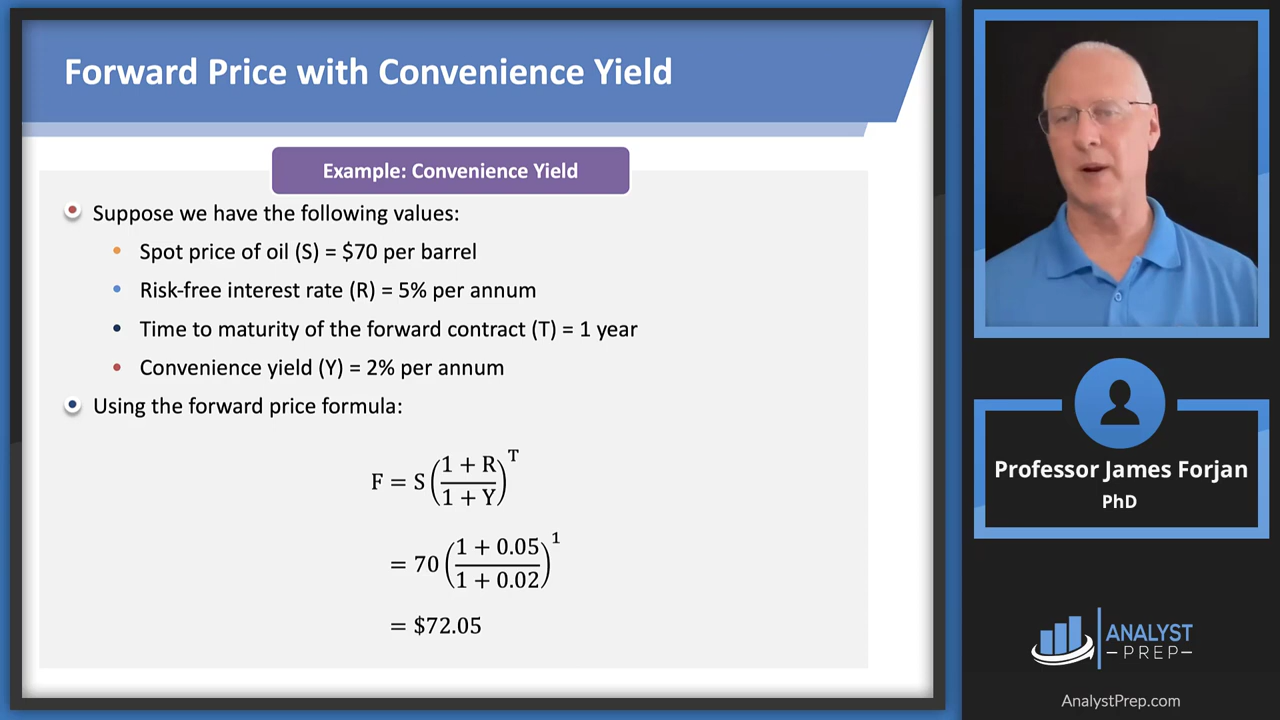 Forward Price with Convenience Yield
Example: Convenience Yield
Suppose we have the following values:
• Spot price of oil (S) = $70 per barrel
• Risk-free interest rate (R) = 5% per annum
• Time to maturity of the forward contract (T) = 1 year
• Convenience yield (Y) = 2% per annum
Using the forward price formula:
F = S ((1 + R)/(1 + Y))^T
= 70 ((1 + 0.05)/(1 + 0.02))^1
= $72.05
Professor James Forjan
PhD
ANALYST
–PREP–
AnalystPrep.com